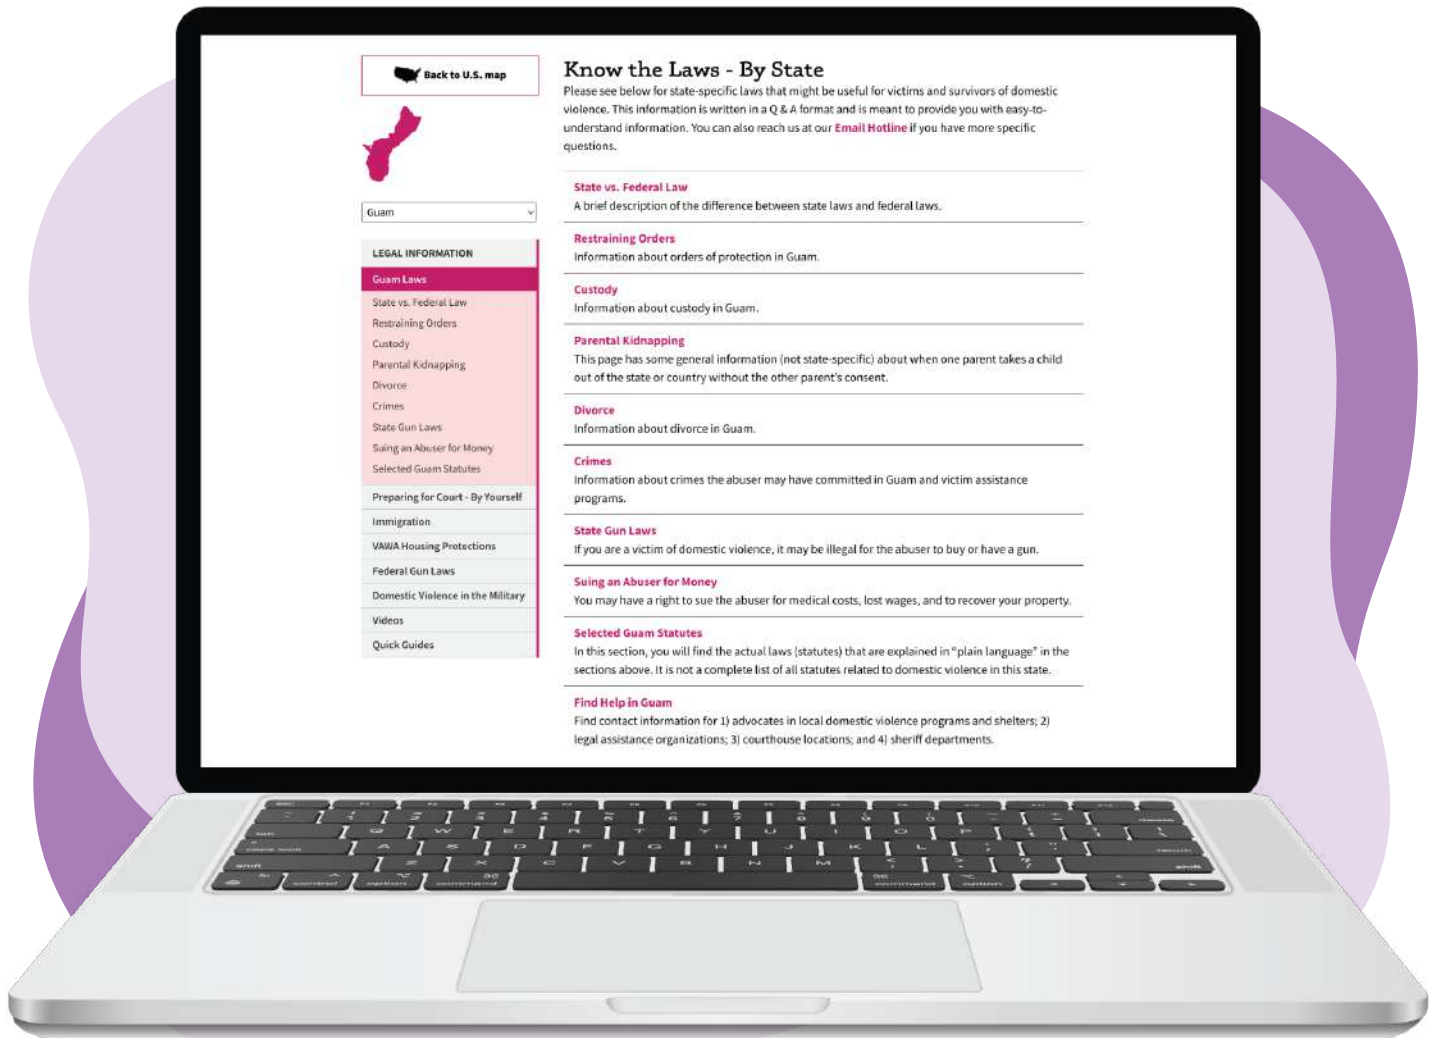 Back to U.S. map
Guam
LEGAL INFORMATION
Guam Laws
State vs. Federal Law
Restraining Orders
Custody
Parental Kidnapping
Divorce
Crimes
State Gun Laws
Suing an Abuser for Money
Selected Guam Statutes
Preparing for Court - By Yourself
Immigration
VAWA Housing Protections
Federal Gun Laws
Domestic Violence in the Military
Videos
Quick Guides
Know the Laws - By State
Please see below for state-specific laws that might be useful for victims and survivors of domestic
violence. This information is written in a Q & A format and is meant to provide you with easy-to-
understand information. You can also reach us at our Email Hotline if you have more specific
questions.
State vs. Federal Law
A brief description of the difference between state laws and federal laws.
Restraining Orders
Information about orders of protection in Guam.
Custody
Information about custody in Guam.
Parental Kidnapping
This page has some general information (not state-specific) about when one parent takes a child
out of the state or country without the other parent's consent.
Divorce
Information about divorce in Guam.
Crimes
Information about crimes the abuser may have committed in Guam and victim assistance
programs.
State Gun Laws
If you are a victim of domestic violence, it may be illegal for the abuser to buy or have a gun.
Suing an Abuser for Money
You may have a right to sue the abuser for medical costs, lost wages, and to recover your property.
Selected Guam Statutes
In this section, you will find the actual laws (statutes) that are explained in "plain language" in the
sections above. It is not a complete list of all statutes related to domestic violence in this state.
Find Help in Guam
Find contact information for 1) advocates in local domestic violence programs and shelters; 2)
legal assistance organizations; 3) courthouse locations; and 4) sheriff departments.
Q W E R T Y U I O P
A S D F G H J K L
shift Z X C V B N M shift
control option command command option